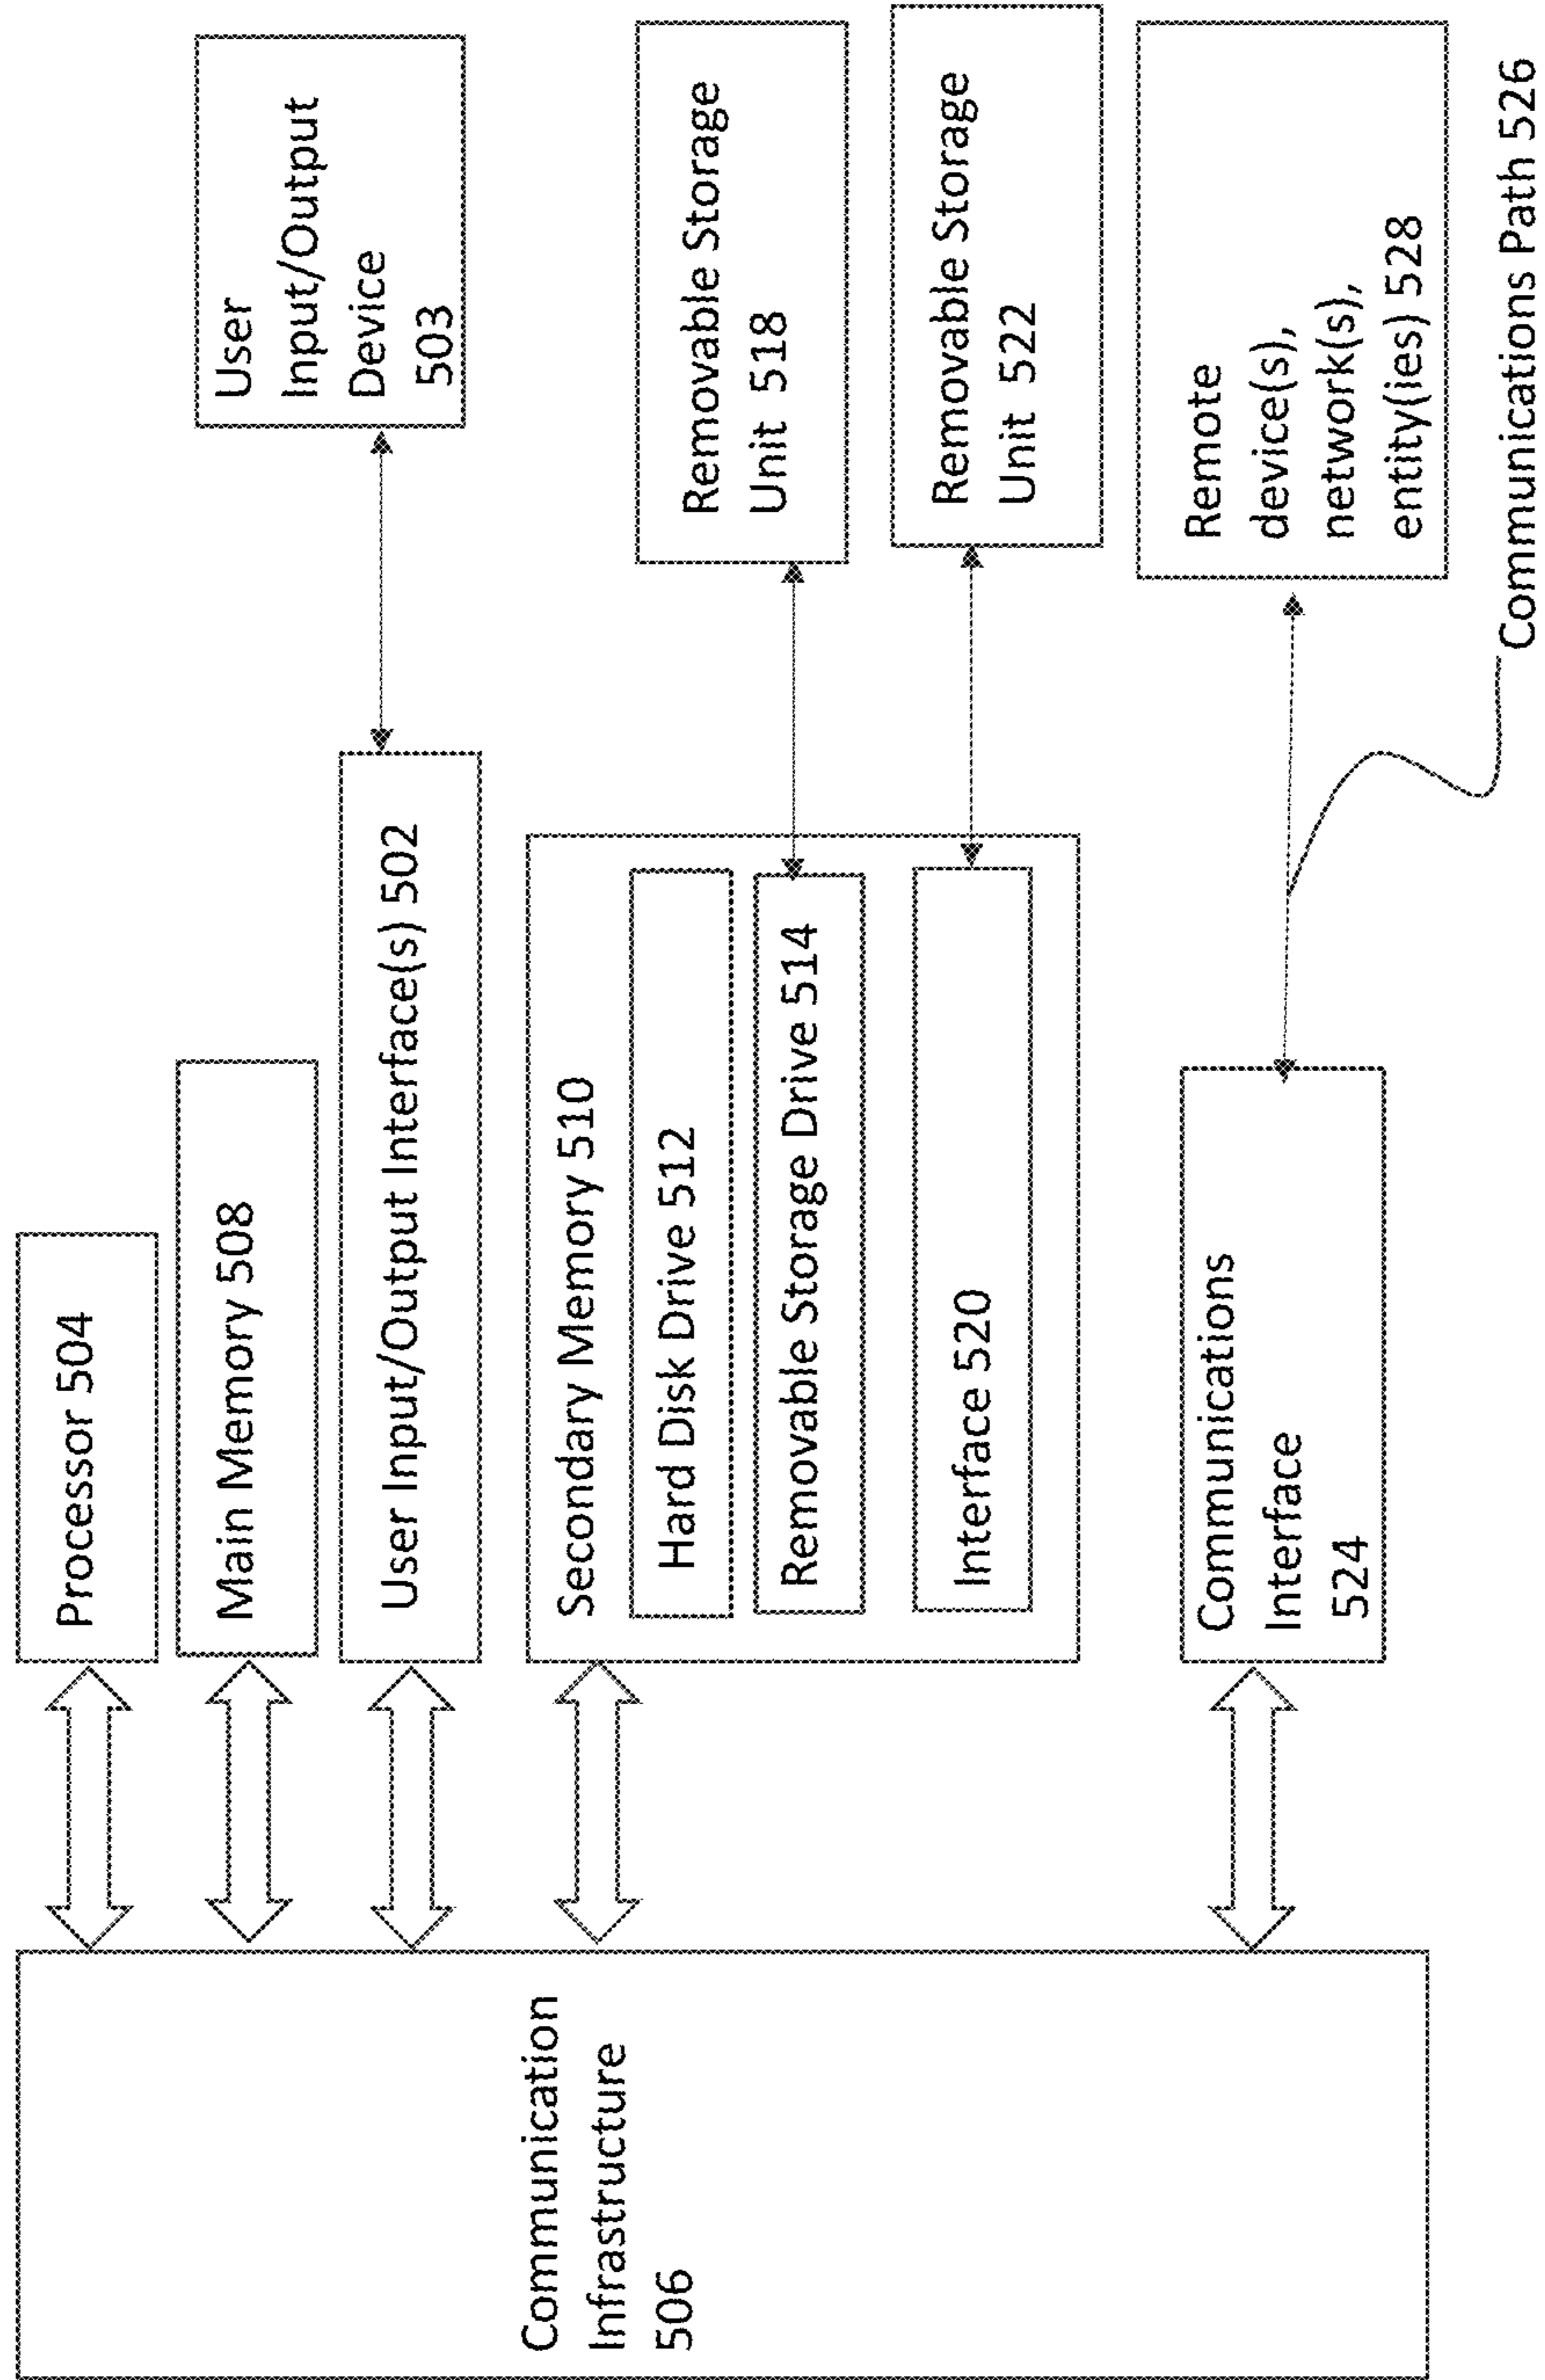 Processor 504
Main Memory 508
User Input/Output Interface(s) 502
User
Input/Output
Device
503
Secondary Memory 510
Hard Disk Drive 512
Removable Storage Drive 514
Interface 520
Removable Storage
Unit 518
Removable Storage
Unit 522
Communications
Interface
524
Remote
device(s),
network(s),
entity(ies) 528
Communications Path 526
Communication
Infrastructure
506